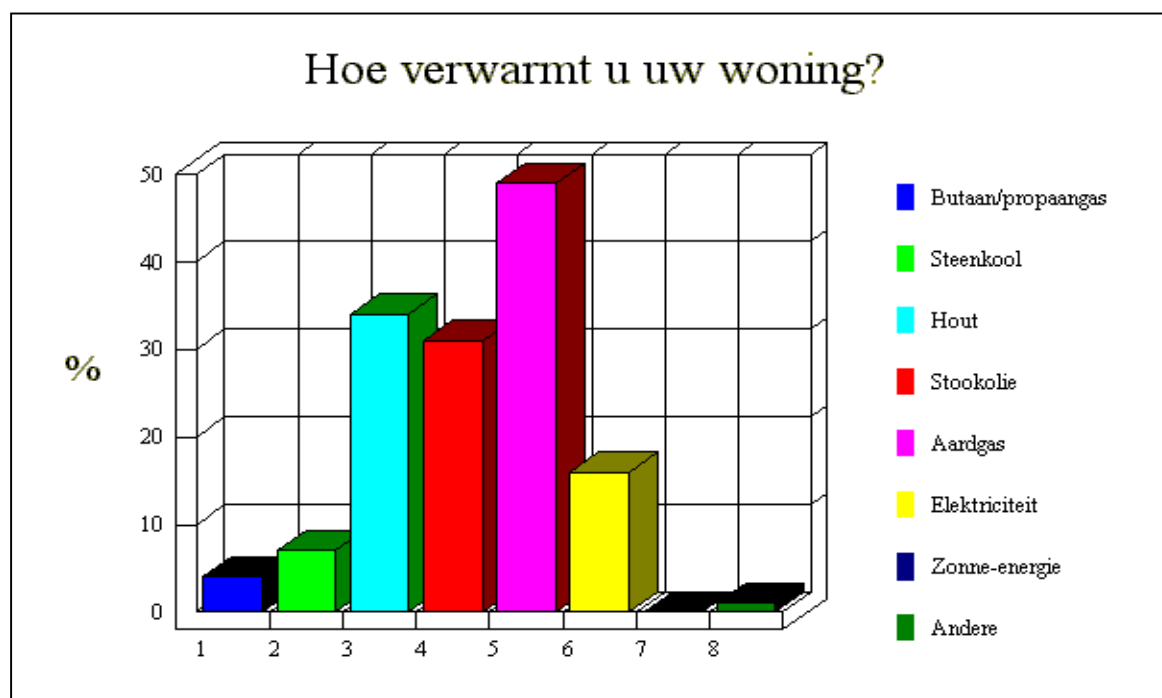 Hoe verwarmt u uw woning?
%
50
40
30
20
10
0
1 2 3 4 5 6 7 8
Butaan/propaangas
Steenkool
Hout
Stookolie
Aardgas
Elektriciteit
Zonne-energie
Andere